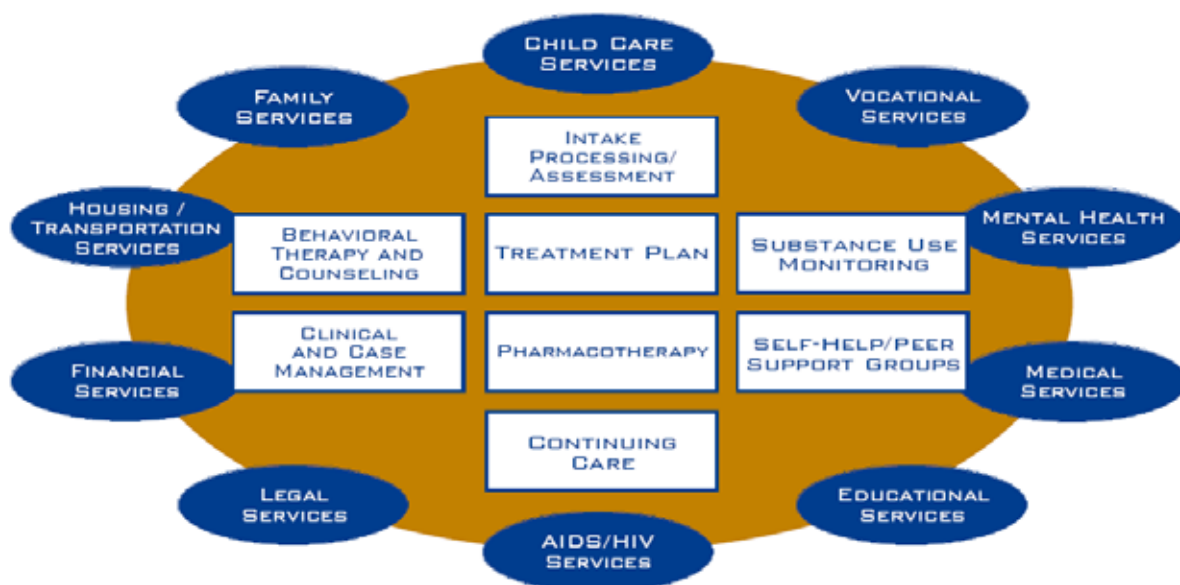 CHILD CARE
SERVICES
FAMILY
SERVICES
VOCATIONAL
SERVICES
INTAKE
PROCESSING/
ASSESSMENT
HOUSING /
TRANSPORTATION
SERVICES
BEHAVIORAL
THERAPY AND
COUNSELING
TREATMENT PLAN
SUBSTANCE USE
MONITORING
MENTAL HEALTH
SERVICES
FINANCIAL
SERVICES
CLINICAL
AND CASE
MANAGEMENT
PHARMACOTHERAPY
SELF-HELP/PEER
SUPPORT GROUPS
MEDICAL
SERVICES
CONTINUING
CARE
LEGAL
SERVICES
AIDS/HIV
SERVICES
EDUCATIONAL
SERVICES